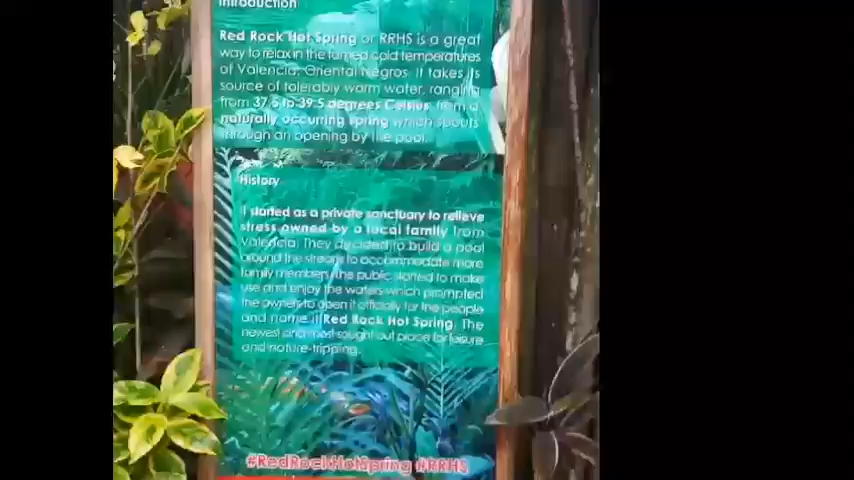 Introduction
Red Rock Hot Spring or RRHS is a great
way to relax in the famed cold temperatures
of Valencia, Oriental Negros. It takes its
source of tolerably warm water, ranging
from 37.5 to 39.5 degrees Celsius, from a
naturally occurring spring which spouts
through an opening by the pool.
History
I started as a private sanctuary to relieve
stress owned by a local family from
Valencia. They decided to build a pool
around the stream to accommodate more
family members. The public started to make
use and enjoy the waters which prompted
the owners to open it officially for the people
and name it Red Rock Hot Spring. The
newest and most sought out place for leisure
and nature-tripping.
#RedRockHotSpring #RRHS